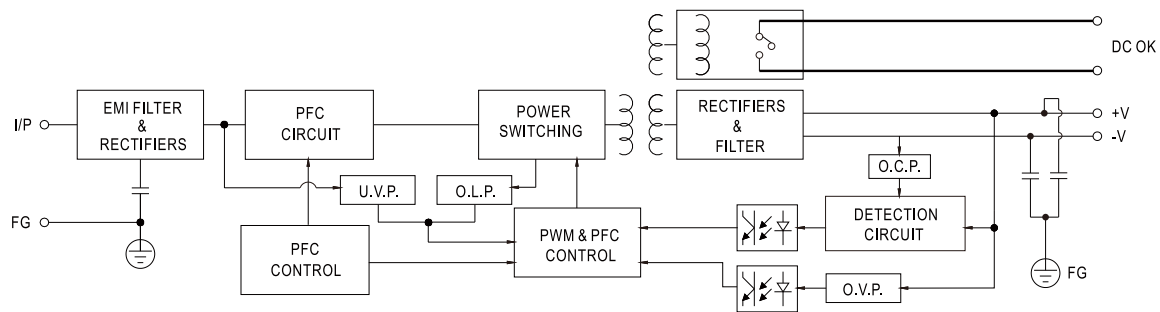 DC OK
I/P
EMI FILTER
&
RECTIFIERS
PFC
CIRCUIT
POWER
SWITCHING
RECTIFIERS
&
FILTER
+V
-V
O.C.P.
U.V.P.
O.L.P.
FG
PFC
CONTROL
PWM & PFC
CONTROL
DETECTION
CIRCUIT
O.V.P.
FG